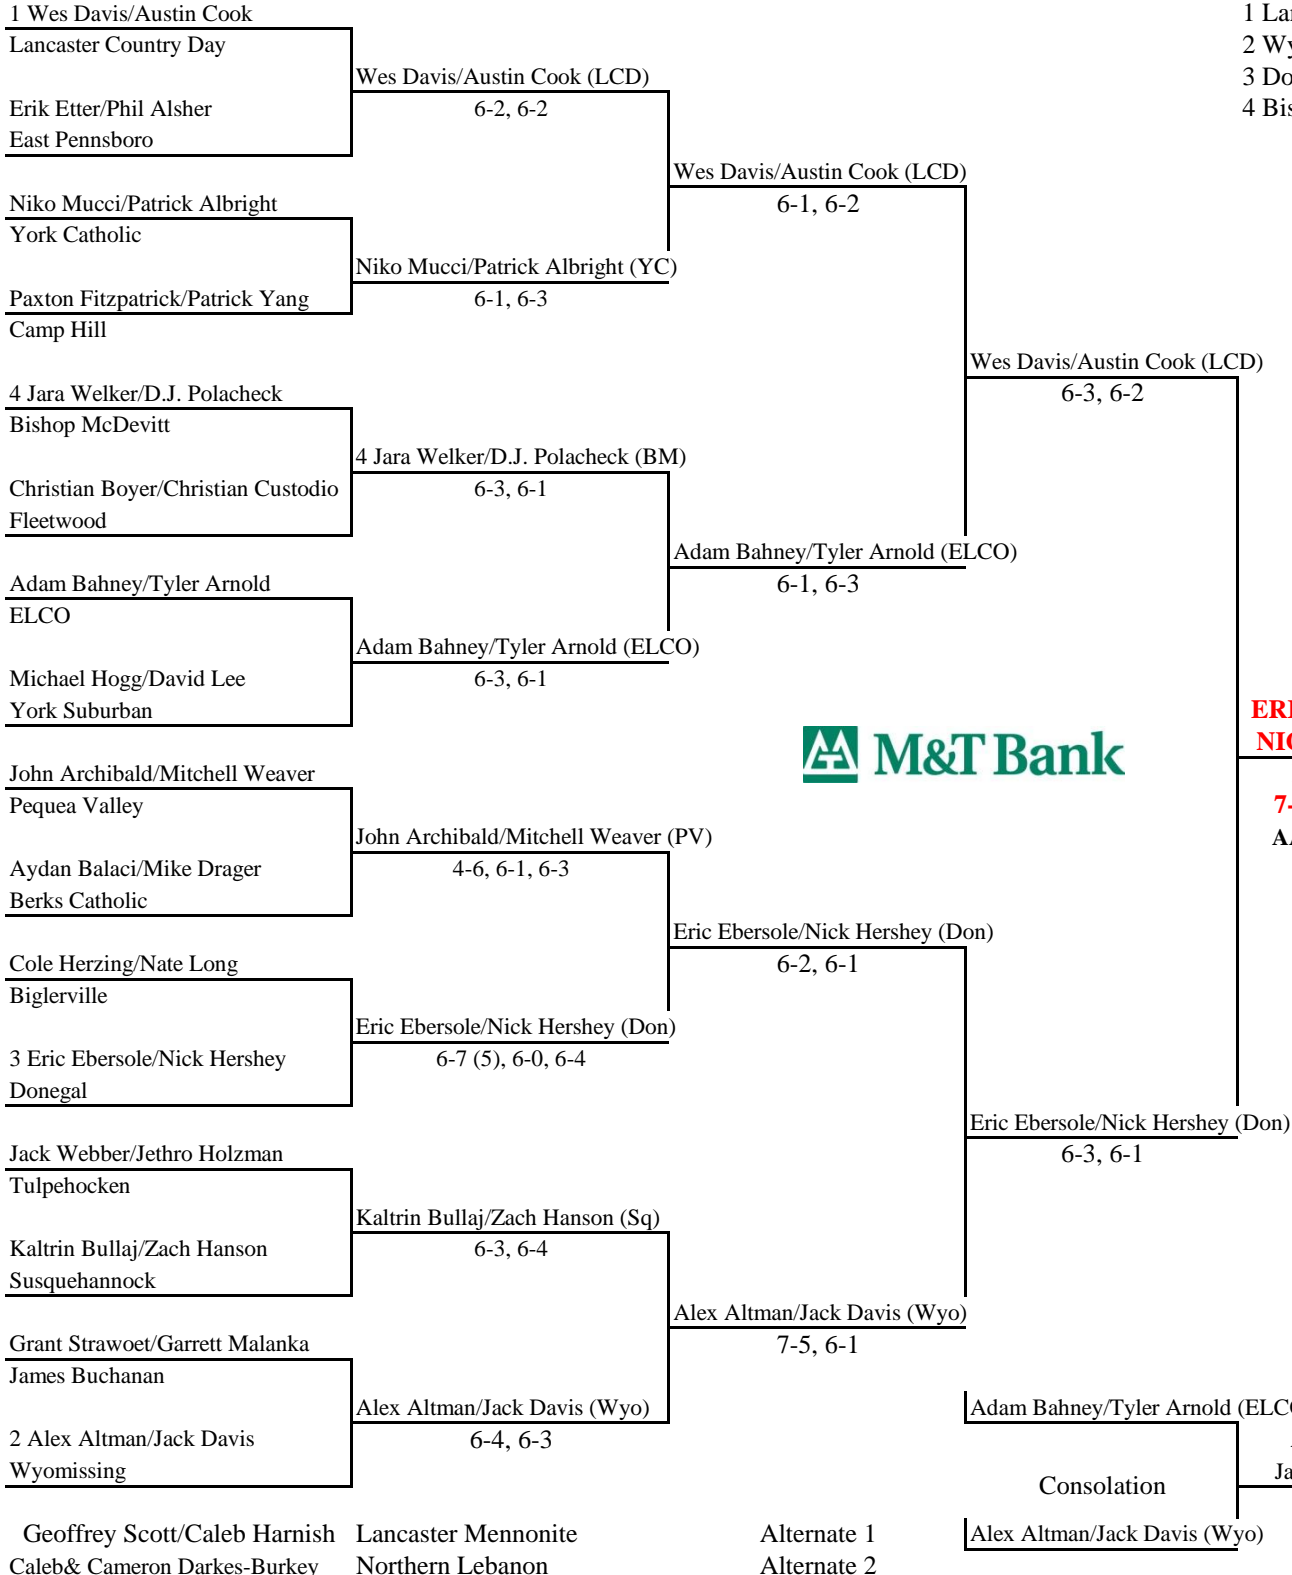 1 Wes Davis/Austin Cook
Lancaster Country Day
Wes Davis/Austin Cook (LCD)
6-2, 6-2
Erik Etter/Phil Alsher
East Pennsboro
Wes Davis/Austin Cook (LCD)
6-1, 6-2
Niko Mucci/Patrick Albright
York Catholic
Niko Mucci/Patrick Albright (YC)
6-1, 6-3
Paxton Fitzpatrick/Patrick Yang
Camp Hill
Wes Davis/Austin Cook (LCD)
6-3, 6-2
4 Jara Welker/D.J. Polacheck
Bishop McDevitt
4 Jara Welker/D.J. Polacheck (BM)
6-3, 6-1
Christian Boyer/Christian Custodio
Fleetwood
Adam Bahney/Tyler Arnold (ELCO)
6-1, 6-3
Adam Bahney/Tyler Arnold
ELCO
Adam Bahney/Tyler Arnold (ELCO)
6-3, 6-1
Michael Hogg/David Lee
York Suburban
M&T Bank
John Archibald/Mitchell Weaver
Pequea Valley
John Archibald/Mitchell Weaver (PV)
4-6, 6-1, 6-3
Aydan Balaci/Mike Drager
Berks Catholic
Eric Ebersole/Nick Hershey (Don)
6-2, 6-1
Cole Herzing/Nate Long
Biglerville
Eric Ebersole/Nick Hershey (Don)
6-7 (5), 6-0, 6-4
3 Eric Ebersole/Nick Hershey
Donegal
Eric Ebersole/Nick Hershey (Don)
6-3, 6-1
Jack Webber/Jethro Holzman
Tulpehocken
Kaltrin Bullaj/Zach Hanson (Sq)
6-3, 6-4
Kaltrin Bullaj/Zach Hanson
Susquehannock
Alex Altman/Jack Davis (Wyo)
7-5, 6-1
Grant Strawoet/Garrett Malanka
James Buchanan
Alex Altman/Jack Davis (Wyo)
6-4, 6-3
2 Alex Altman/Jack Davis
Wyomissing
Adam Bahney/Tyler Arnold (ELC
Consolation
Alex Altman/Jack Davis (Wyo)
Geoffrey Scott/Caleb Harnish Lancaster Mennonite Alternate 1
Caleb& Cameron Darkes-Burkey Northern Lebanon Alternate 2